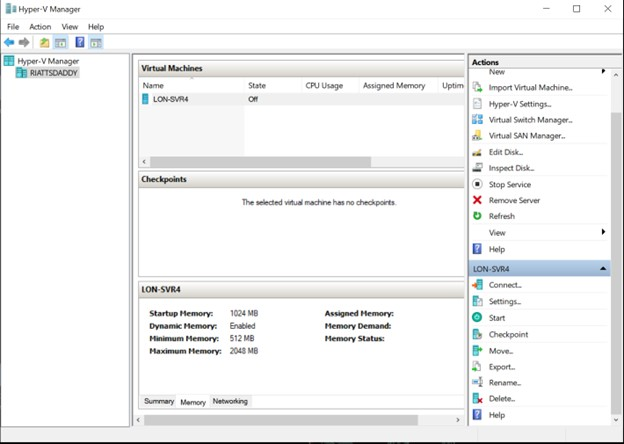 Hyper-V Manager
File Action View Help
Hyper-V Manager
RIATTSDADDY
Virtual Machines
Name State CPU Usage Assigned Memory Uptim
LON-SVR4 Off
Checkpoints
The selected virtual machine has no checkpoints.
LON-SVR4
Startup Memory: 1024 MB Assigned Memory:
Dynamic Memory: Enabled Memory Demand:
Minimum Memory: 512 MB Memory Status:
Maximum Memory: 2048 MB
Summary Memory Networking
Actions
New
Import Virtual Machine...
Hyper-V Settings...
Virtual Switch Manager...
Virtual SAN Manager...
Edit Disk...
Inspect Disk...
Stop Service
Remove Server
Refresh
View
Help
LON-SVR4
Connect...
Settings...
Start
Checkpoint
Move...
Export...
Rename...
Delete...
Help